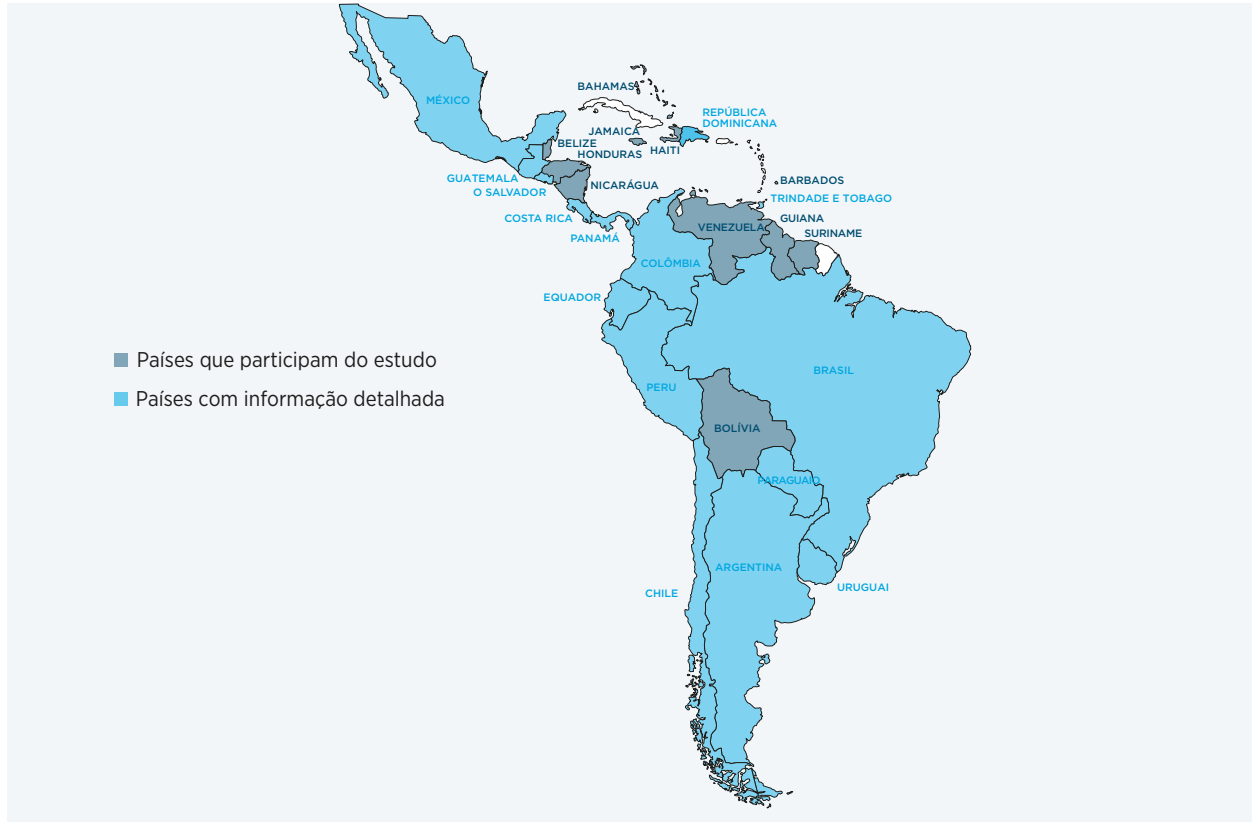 BAHAMAS
MÉXICO
REPÚBLICA
DOMINICANA
JAMAICA
BELIZE
HONDURAS
HAITI
GUATEMALA
O SALVADOR
NICARÁGUA
BARBADOS
TRINDADE E TOBAGO
COSTA RICA
GUIANA
VENEZUELA
SURINAME
PANAMÁ
COLÔMBIA
EQUADOR
Países que participam do estudo
Países com informação detalhada
BRASIL
PERU
BOLÍVIA
PARAGUAIO
ARGENTINA
CHILE
URUGUAI